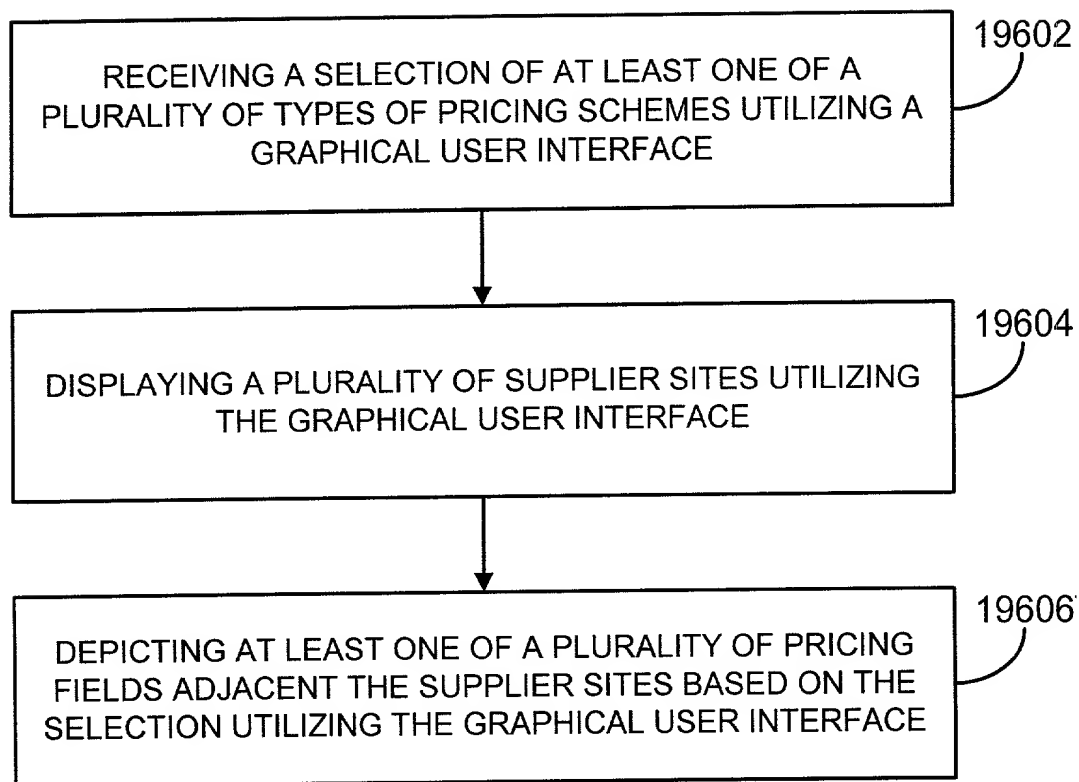 19602
RECEIVING A SELECTION OF AT LEAST ONE OF A
PLURALITY OF TYPES OF PRICING SCHEMES UTILIZING A
GRAPHICAL USER INTERFACE
19604
DISPLAYING A PLURALITY OF SUPPLIER SITES UTILIZING
THE GRAPHICAL USER INTERFACE
19606
DEPICTING AT LEAST ONE OF A PLURALITY OF PRICING
FIELDS ADJACENT THE SUPPLIER SITES BASED ON THE
SELECTION UTILIZING THE GRAPHICAL USER INTERFACE